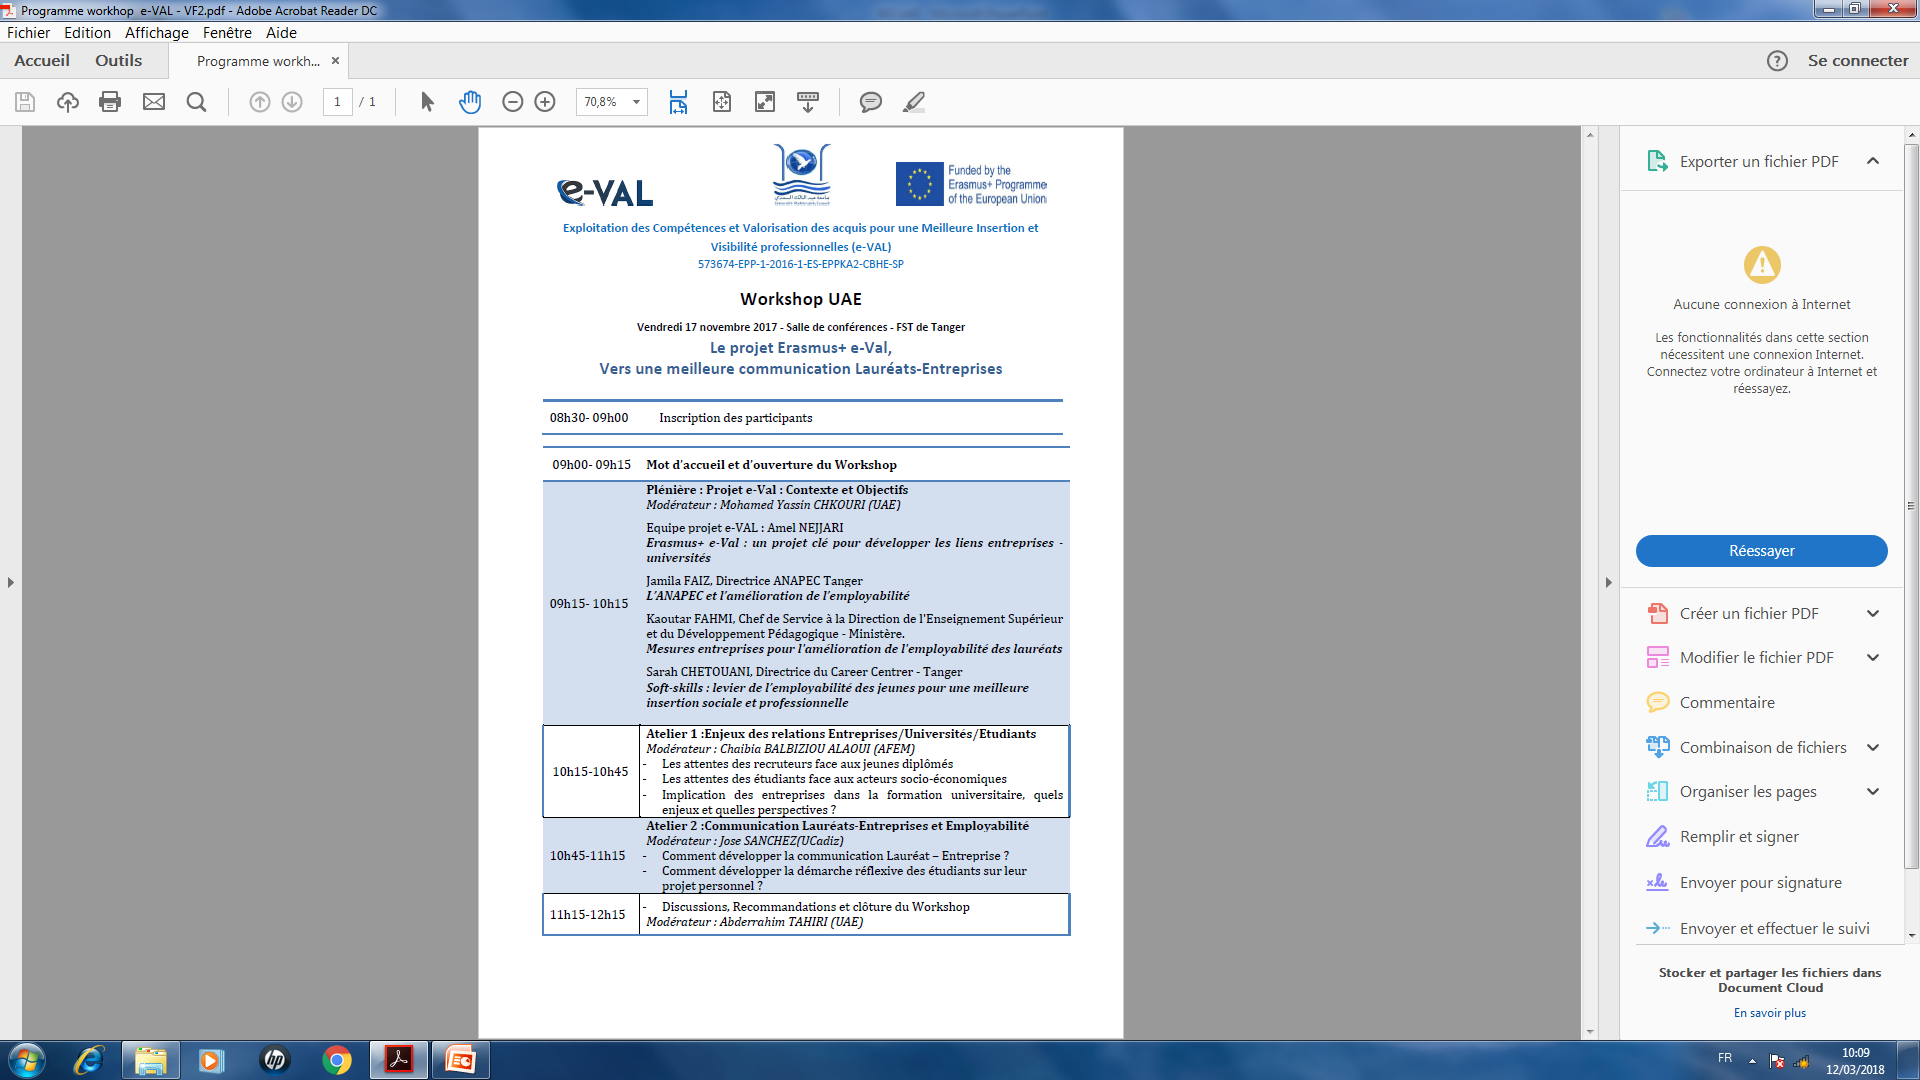 Programme workhop  e-VAL - VF2.pdf - Adobe Acrobat Reader DC
Fichier Edition Affichage Fenêtre Aide
Accueil Outils Programme workh... × ? Se connecter
1 / 1 70,8%
e-VAL
Funded by the
Erasmus+ Programme
of the European Union
Exploitation des Compétences et Valorisation des acquis pour une Meilleure Insertion et
Visibilité professionnelles (e-VAL)
573674-EPP-1-2016-1-ES-EPPKA2-CBHE-SP
Workshop UAE
Vendredi 17 novembre 2017 - Salle de conférences - FST de Tanger
Le projet Erasmus+ e-Val,
Vers une meilleure communication Lauréats-Entreprises
08h30- 09h00 Inscription des participants
09h00- 09h15 Mot d'accueil et d'ouverture du Workshop
09h15- 10h15
Plénière : Projet e-Val : Contexte et Objectifs
Modérateur : Mohamed Yassin CHKOURI (UAE)
Equipe projet e-VAL : Amel NEJJARI
Erasmus+ e-Val : un projet clé pour développer les liens entreprises -
universités
Jamila FAIZ, Directrice ANAPEC Tanger
L'ANAPEC et l'amélioration de l'employabilité
Kaoutar FAHMI, Chef de Service à la Direction de l'Enseignement Supérieur
et du Développement Pédagogique - Ministère.
Mesures entreprises pour l'amélioration de l'employabilité des lauréats
Sarah CHETOUANI, Directrice du Career Centrer - Tanger
Soft-skills : levier de l'employabilité des jeunes pour une meilleure
insertion sociale et professionnelle
10h15-10h45
Atelier 1 :Enjeux des relations Entreprises/Universités/Etudiants
Modérateur : Chaibia BALBIZIOU ALAOUI (AFEM)
- Les attentes des recruteurs face aux jeunes diplômés
- Les attentes des étudiants face aux acteurs socio-économiques
- Implication des entreprises dans la formation universitaire, quels
enjeux et quelles perspectives ?
10h45-11h15
Atelier 2 :Communication Lauréats-Entreprises et Employabilité
Modérateur : Jose SANCHEZ(UCadiz)
- Comment développer la communication Lauréat – Entreprise ?
- Comment développer la démarche réflexive des étudiants sur leur
projet personnel ?
11h15-12h15
- Discussions, Recommandations et clôture du Workshop
Modérateur : Abderrahim TAHIRI (UAE)
Exporter un fichier PDF
Aucune connexion à Internet
Les fonctionnalités dans cette section
nécessitent une connexion Internet.
Connectez votre ordinateur à Internet et
réessayez.
Réessayer
Créer un fichier PDF
Modifier le fichier PDF
Commentaire
Combinaison de fichiers
Organiser les pages
Remplir et signer
Envoyer pour signature
Envoyer et effectuer le suivi
Stocker et partager les fichiers dans
Document Cloud
En savoir plus
FR
10:09
12/03/2018